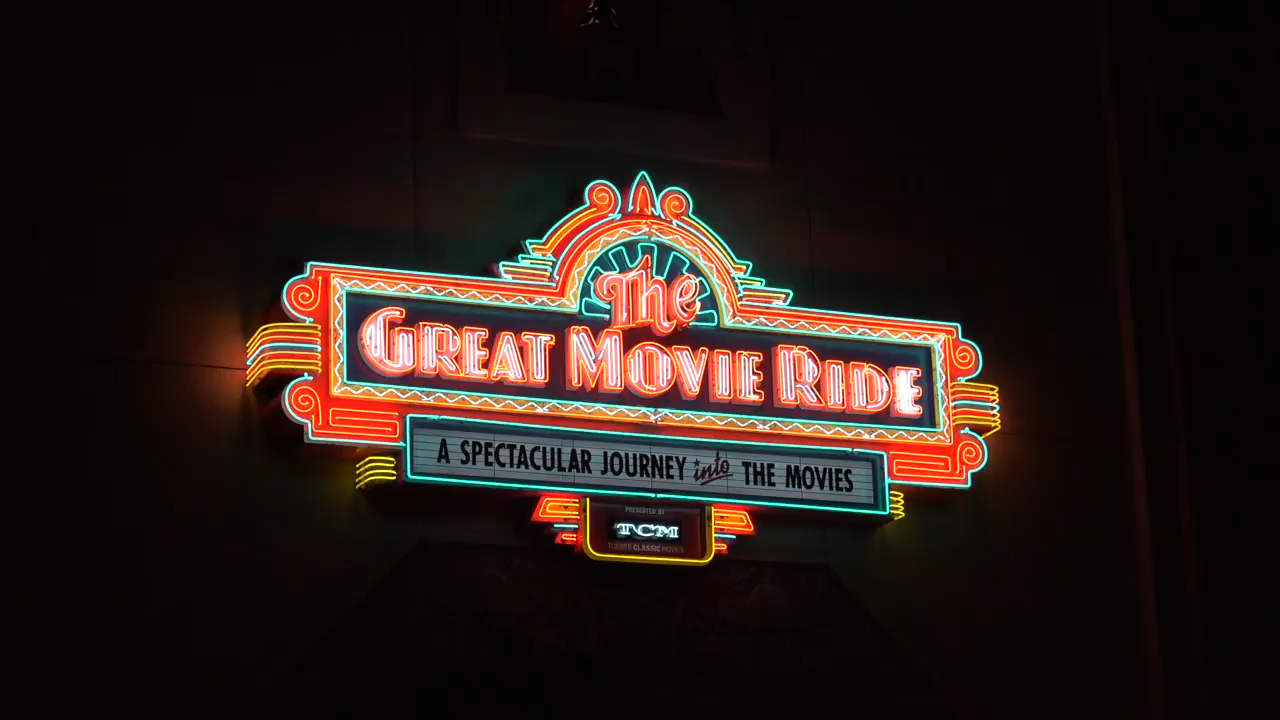 The
GREAT MOVIE RIDE
A SPECTACULAR JOURNEY into THE MOVIES
PRESENTED BY
TCM
TURNER CLASSIC MOVIES